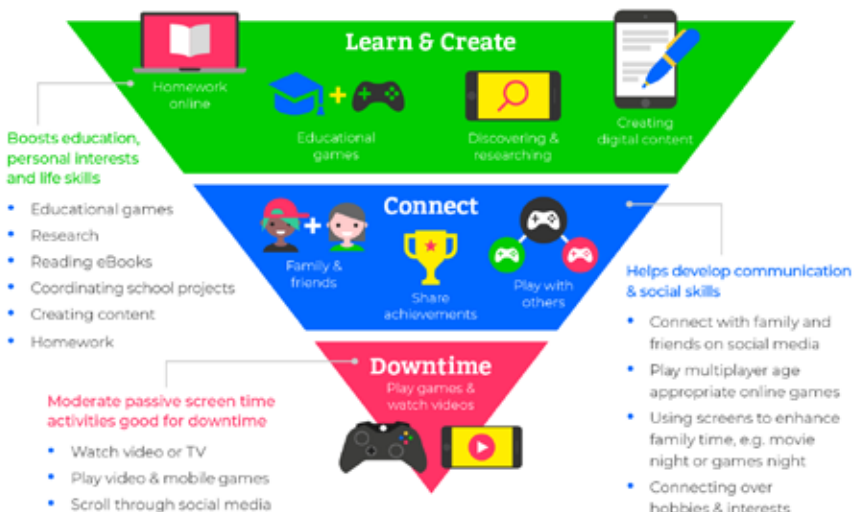 Learn & Create
Homework
online
Educational
games
Discovering &
researching
Creating
digital content
Boosts education,
personal interests
and life skills
• Educational games
• Research
• Reading eBooks
• Coordinating school projects
• Creating content
• Homework
Connect
Family &
friends
Share
achievements
Play with
others
Helps develop communication
& social skills
• Connect with family and
friends on social media
• Play multiplayer age
appropriate online games
• Using screens to enhance
family time, e.g. movie
night or games night
• Connecting over
hobbies & interests
Downtime
Play games &
watch videos
Moderate passive screen time
activities good for downtime
• Watch video or TV
• Play video & mobile games
• Scroll through social media